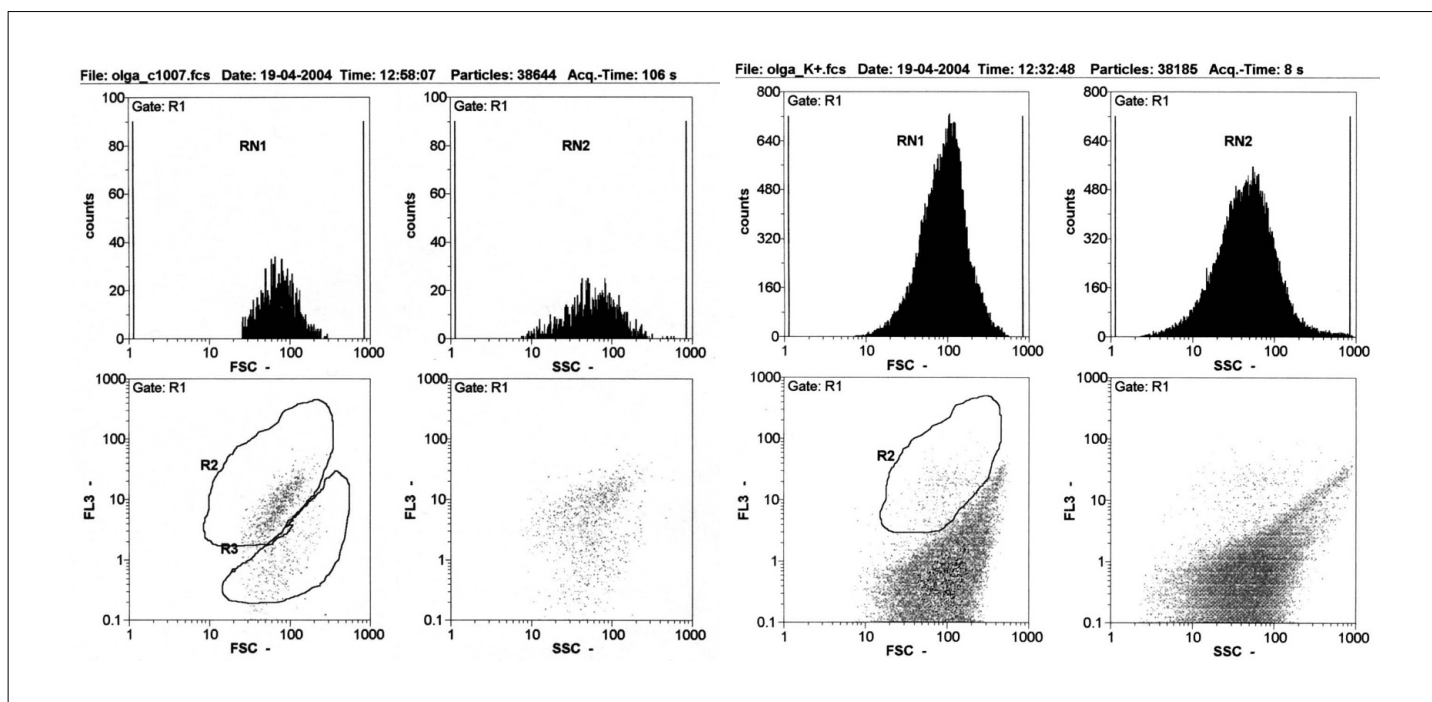 File: olga_c1007.fcs Date: 19-04-2004 Time: 12:58:07 Particles: 38644 Acq.-Time: 106 s
100
80
60
40
20
0
counts
Gate: R1
RN1
1
10
100
1000
FSC -
100
80
60
40
20
0
counts
Gate: R1
RN2
1
10
100
1000
SSC -
1000
100
10
1
0.1
FL3 -
Gate: R1
R2
R3
1
10
100
1000
FSC -
1000
100
10
1
0.1
FL3 -
Gate: R1
1
10
100
1000
SSC -
File: olga_K+.fcs Date: 19-04-2004 Time: 12:32:48 Particles: 38185 Acq.-Time: 8 s
800
640
480
320
160
0
counts
Gate: R1
RN1
1
10
100
1000
FSC -
800
640
480
320
160
0
counts
Gate: R1
RN2
1
10
100
1000
SSC -
1000
100
10
1
0.1
FL3 -
Gate: R1
R2
1
10
100
1000
FSC -
1000
100
10
1
0.1
FL3 -
Gate: R1
1
10
100
1000
SSC -